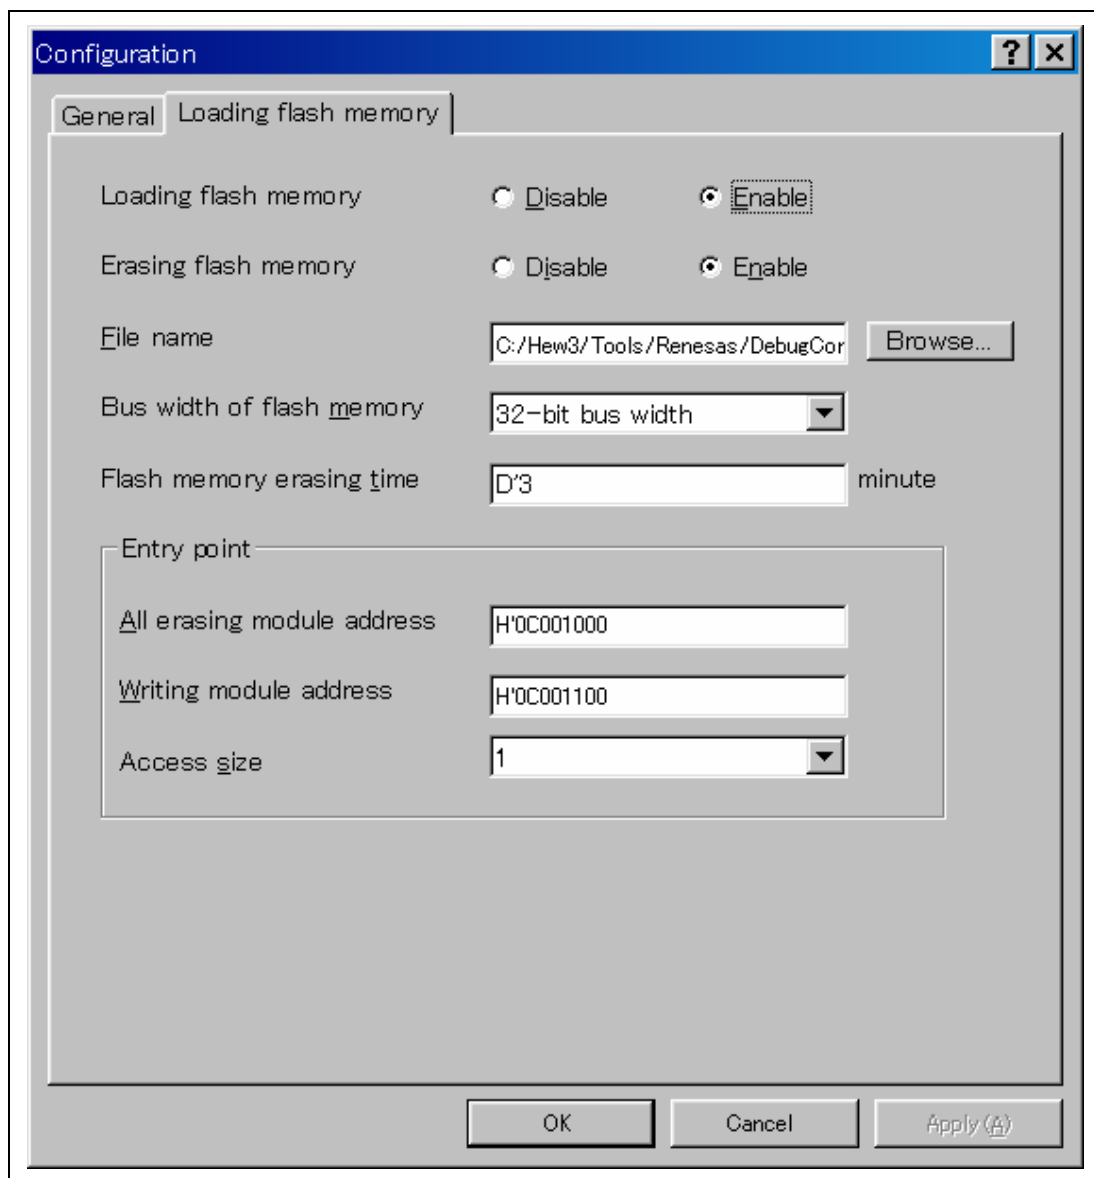 Configuration
General Loading flash memory
Loading flash memory Disable Enable
Erasing flash memory Disable Enable
File name C:/Hew3/Tools/Renesas/DebugCor Browse...
Bus width of flash memory 32-bit bus width
Flash memory erasing time D'3 minute
Entry point
All erasing module address H'0C001000
Writing module address H'0C001100
Access size 1
OK Cancel Apply(A)